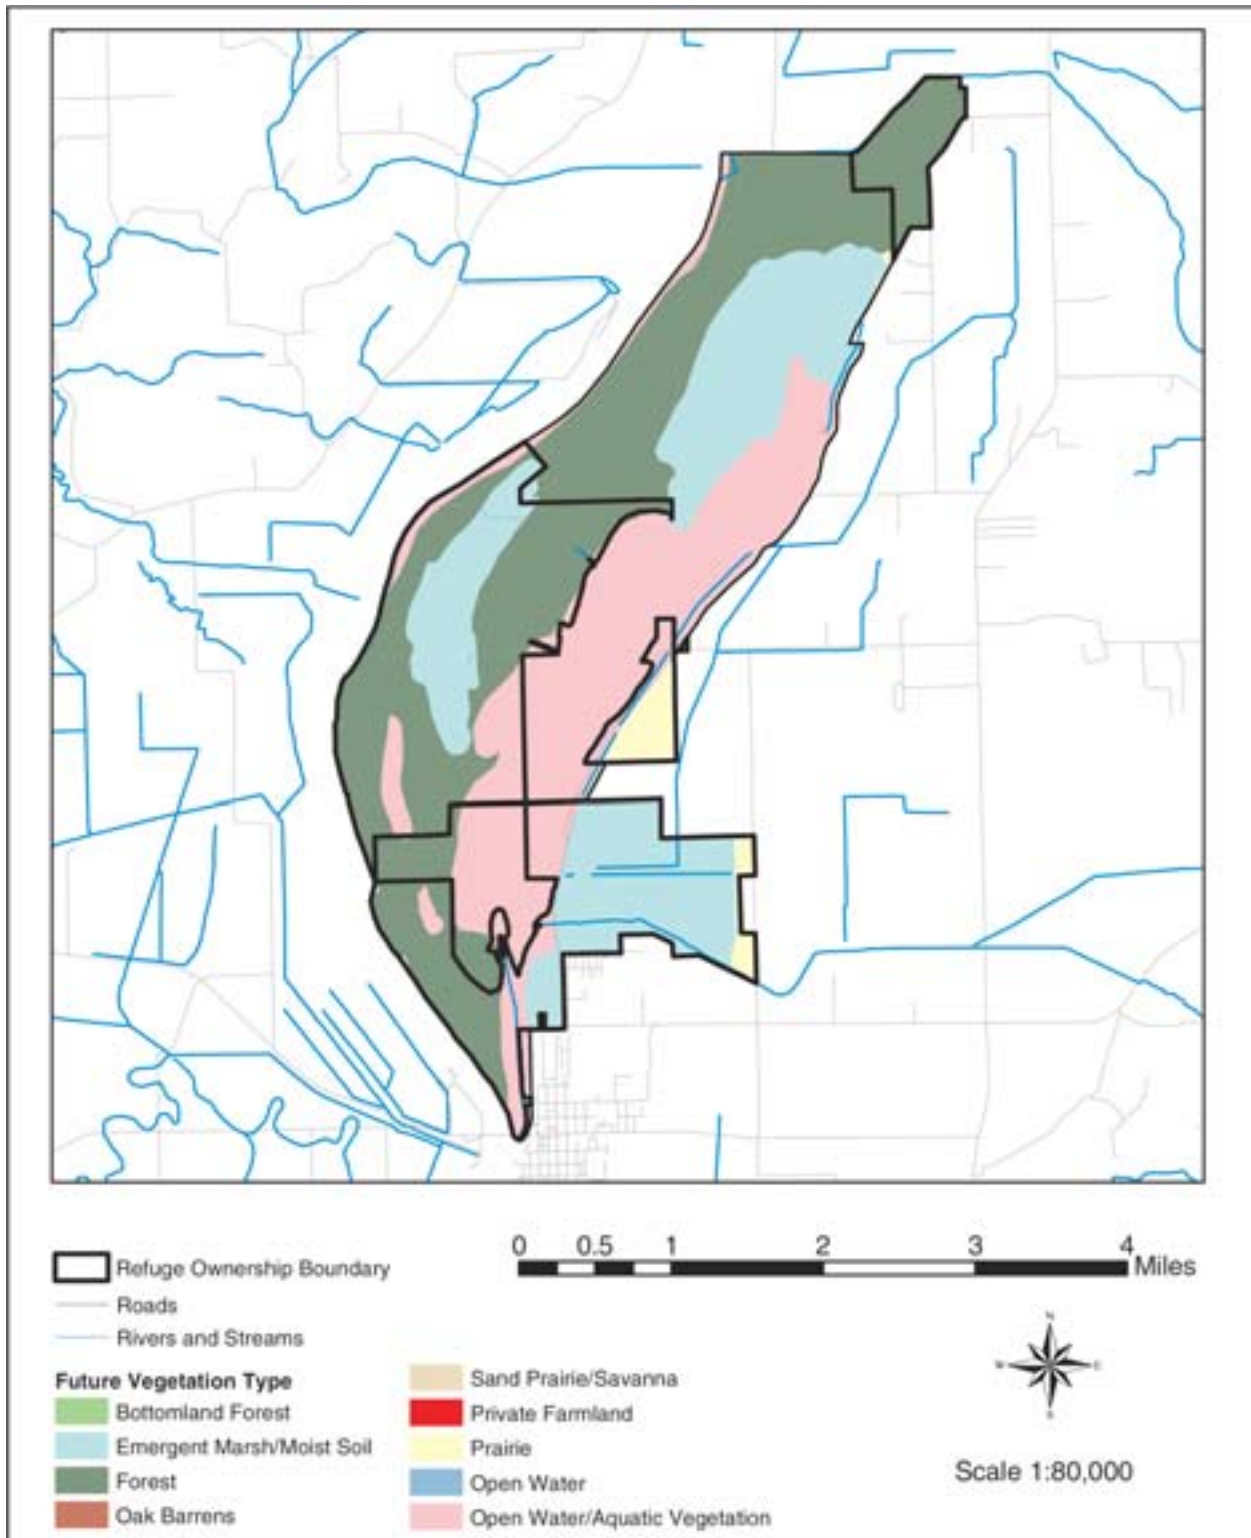 0 0.5 1 2 3 4
Miles
Refuge Ownership Boundary
Roads
Rivers and Streams
Future Vegetation Type
Bottomland Forest
Emergent Marsh/Moist Soil
Forest
Oak Barrens
Sand Prairie/Savanna
Private Farmland
Prairie
Open Water
Open Water/Aquatic Vegetation
N
W E
S
Scale 1:80,000